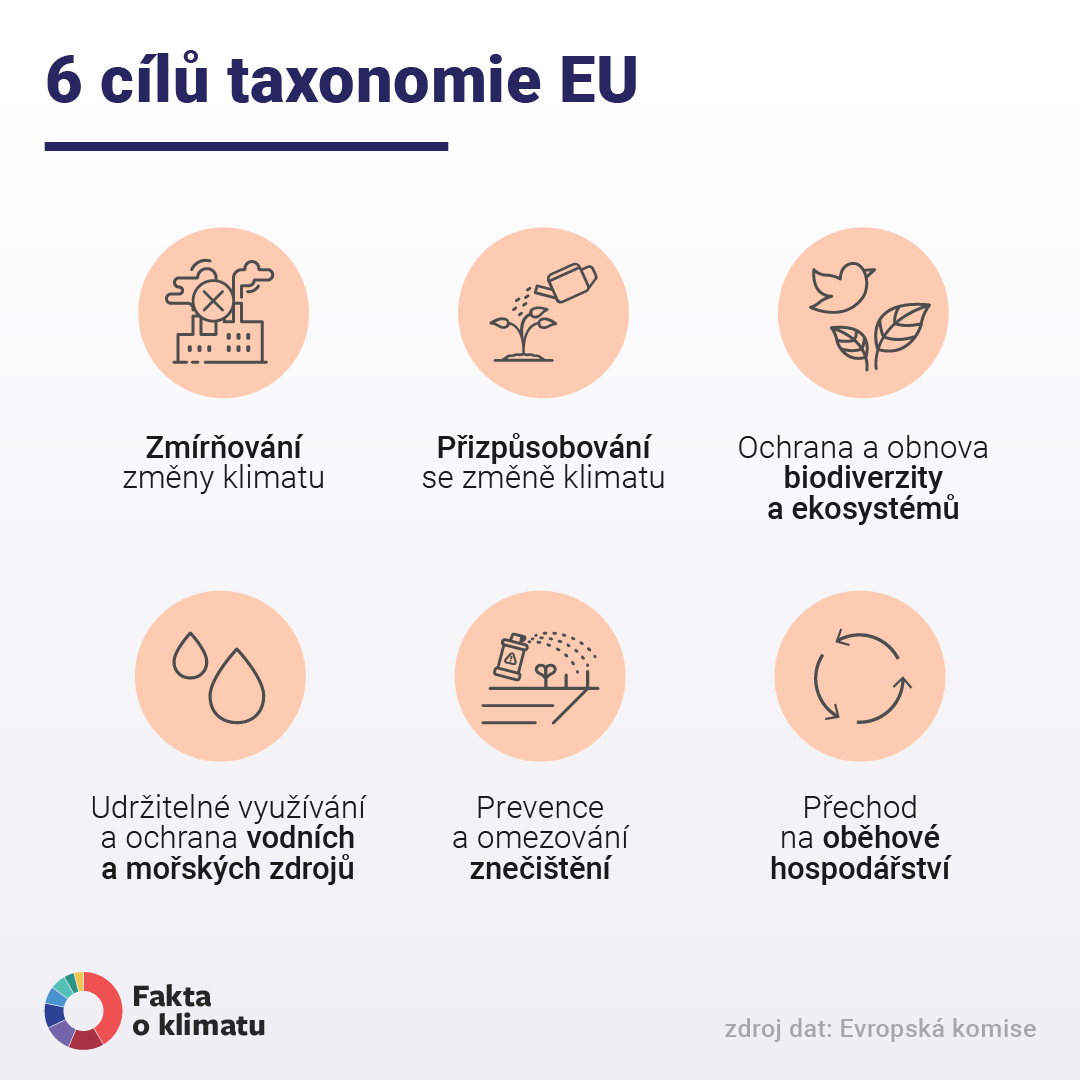 6 cílů taxonomie EU
Zmírňování
změny klimatu
Přizpůsobování
se změně klimatu
Ochrana a obnova
biodiverzity
a ekosystémů
Udržitelné využívání
a ochrana vodních
a mořských zdrojů
Prevence
a omezování
znečištění
Přechod
na oběhové
hospodářství
Fakta
o klimatu
zdroj dat: Evropská komise